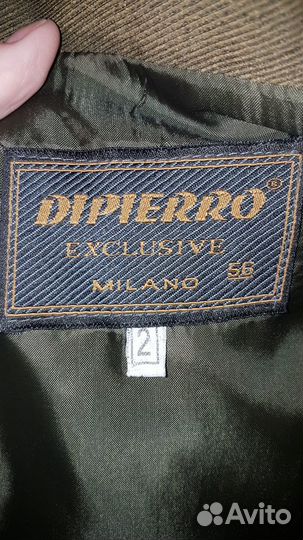 DIPIERRO®
EXCLUSIVE
MILANO 56
2
Avito